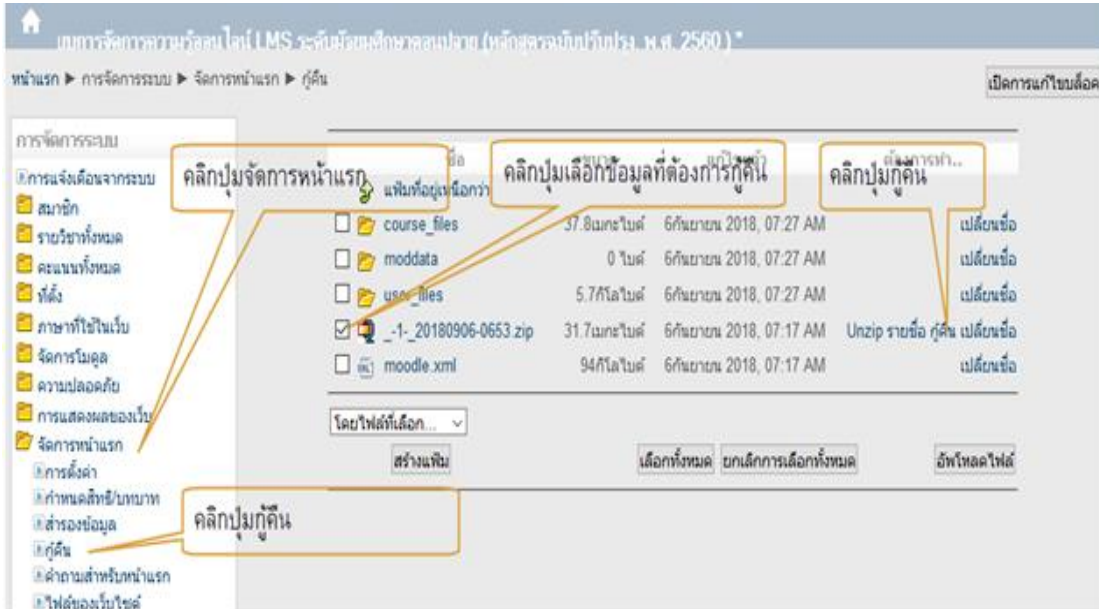 ระบบการจัดการความรู้ออนไลน์ LMS ระดับมัธยมศึกษาตอนปลาย (หลักสูตรฉบับปรับปรุง พ.ศ. 2560 ) *
หน้าแรก ▶ การจัดการระบบ ▶ จัดการหน้าแรก ▶ กู้คืน
เปิดการแก้ไขบล็อค
การจัดการระบบ
การแจ้งเตือนจากระบบ
สมาชิก
รายวิชาทั้งหมด
คะแนนทั้งหมด
ที่ตั้ง
ภาษาที่ใช้ในเว็บ
จัดการโมดูล
ความปลอดภัย
การแสดงผลของเว็บ
จัดการหน้าแรก
การตั้งค่า
กำหนดสิทธิ์/บทบาท
สำรองข้อมูล
กู้คืน
คำถามสำหรับหน้าแรก
ไฟล์ของเว็บไซต์
คลิกปุ่มจัดการหน้าแรก
คลิกปุ่มเลือกข้อมูลที่ต้องการกู้คืน
คลิกปุ่มกู้คืน
ต้องการทำ..
แฟ้มที่อยู่เหนือกว่า
course_files 37.8เมกะไบต์ 6กันยายน 2018, 07:27 AM เปลี่ยนชื่อ
moddata 0 ไบต์ 6กันยายน 2018, 07:27 AM เปลี่ยนชื่อ
user_files 5.7กิโลไบต์ 6กันยายน 2018, 07:27 AM เปลี่ยนชื่อ
_-1-_20180906-0653.zip 31.7เมกะไบต์ 6กันยายน 2018, 07:17 AM Unzip รายชื่อ กู้คืน เปลี่ยนชื่อ
moodle.xml 94กิโลไบต์ 6กันยายน 2018, 07:17 AM เปลี่ยนชื่อ
โดยไฟล์ที่เลือก...
สร้างแฟ้ม เลือกทั้งหมด ยกเลิกการเลือกทั้งหมด อัพโหลดไฟล์
คลิกปุ่มกู้คืน